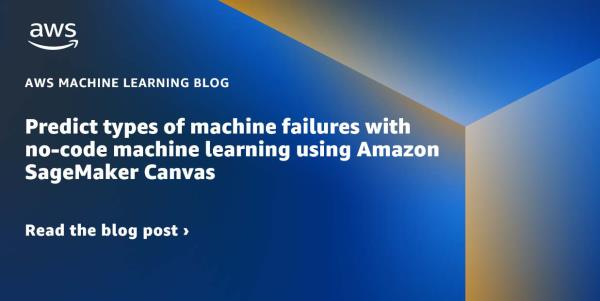 aws
AWS MACHINE LEARNING BLOG
Predict types of machine failures with
no-code machine learning using Amazon
SageMaker Canvas
Read the blog post ›